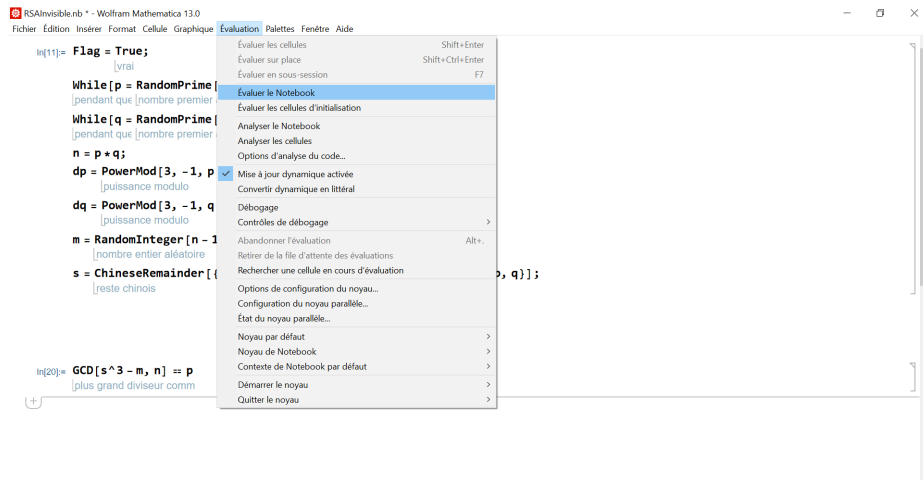 RSAInvisible.nb * - Wolfram Mathematica 13.0
Fichier Édition Insérer Format Cellule Graphique Évaluation Palettes Fenêtre Aide
In[11]:= Flag = True;
vrai
While[p = RandomPrime[
pendant que nombre premier
While[q = RandomPrime[
pendant que nombre premier
n = p * q;
dp = PowerMod[3, -1, p
puissance modulo
dq = PowerMod[3, -1, q
puissance modulo
m = RandomInteger[n - 1
nombre entier aléatoire
s = ChineseRemainder[{ , q}];
reste chinois
In[20]:= GCD[s^3 - m, n] == p
plus grand diviseur comm
Évaluer les cellules Shift+Enter
Évaluer sur place Shift+Ctrl+Enter
Évaluer en sous-session F7
Évaluer le Notebook
Évaluer les cellules d'initialisation
Analyser le Notebook
Analyser les cellules
Options d'analyse du code...
Mise à jour dynamique activée
Convertir dynamique en littéral
Débogage
Contrôles de débogage
Abandonner l'évaluation Alt+.
Retirer de la file d'attente des évaluations
Rechercher une cellule en cours d'évaluation
Options de configuration du noyau...
Configuration du noyau parallèle...
État du noyau parallèle...
Noyau par défaut
Noyau de Notebook
Contexte de Notebook par défaut
Démarrer le noyau
Quitter le noyau